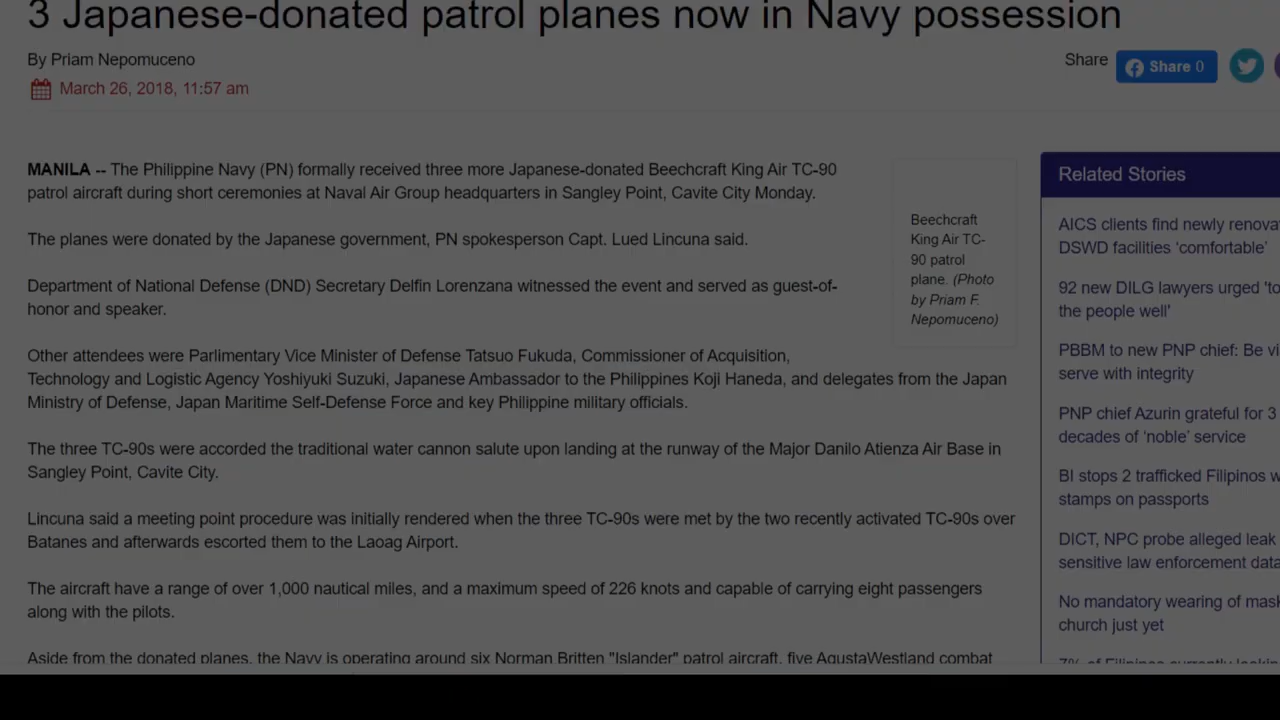 3 Japanese-donated patrol planes now in Navy possession
By Priam Nepomuceno
March 26, 2018, 11:57 am
Share
Share 0
MANILA -- The Philippine Navy (PN) formally received three more Japanese-donated Beechcraft King Air TC-90
patrol aircraft during short ceremonies at Naval Air Group headquarters in Sangley Point, Cavite City Monday.
The planes were donated by the Japanese government, PN spokesperson Capt. Lued Lincuna said.
Department of National Defense (DND) Secretary Delfin Lorenzana witnessed the event and served as guest-of-
honor and speaker.
Other attendees were Parlimentary Vice Minister of Defense Tatsuo Fukuda, Commissioner of Acquisition,
Technology and Logistic Agency Yoshiyuki Suzuki, Japanese Ambassador to the Philippines Koji Haneda, and delegates from the Japan
Ministry of Defense, Japan Maritime Self-Defense Force and key Philippine military officials.
The three TC-90s were accorded the traditional water cannon salute upon landing at the runway of the Major Danilo Atienza Air Base in
Sangley Point, Cavite City.
Lincuna said a meeting point procedure was initially rendered when the three TC-90s were met by the two recently activated TC-90s over
Batanes and afterwards escorted them to the Laoag Airport.
The aircraft have a range of over 1,000 nautical miles, and a maximum speed of 226 knots and capable of carrying eight passengers
along with the pilots.
Aside from the donated planes, the Navy is operating around six Norman Britten "Islander" patrol aircraft, five AgustaWestland combat
Beechcraft
King Air TC-
90 patrol
plane. (Photo
by Priam F.
Nepomuceno)
Related Stories
AICS clients find newly renova
DSWD facilities ‘comfortable’
92 new DILG lawyers urged 'to
the people well'
PBBM to new PNP chief: Be vi
serve with integrity
PNP chief Azurin grateful for 3
decades of ‘noble’ service
BI stops 2 trafficked Filipinos w
stamps on passports
DICT, NPC probe alleged leak
sensitive law enforcement data
No mandatory wearing of mask
church just yet
7% of Filipinos currently